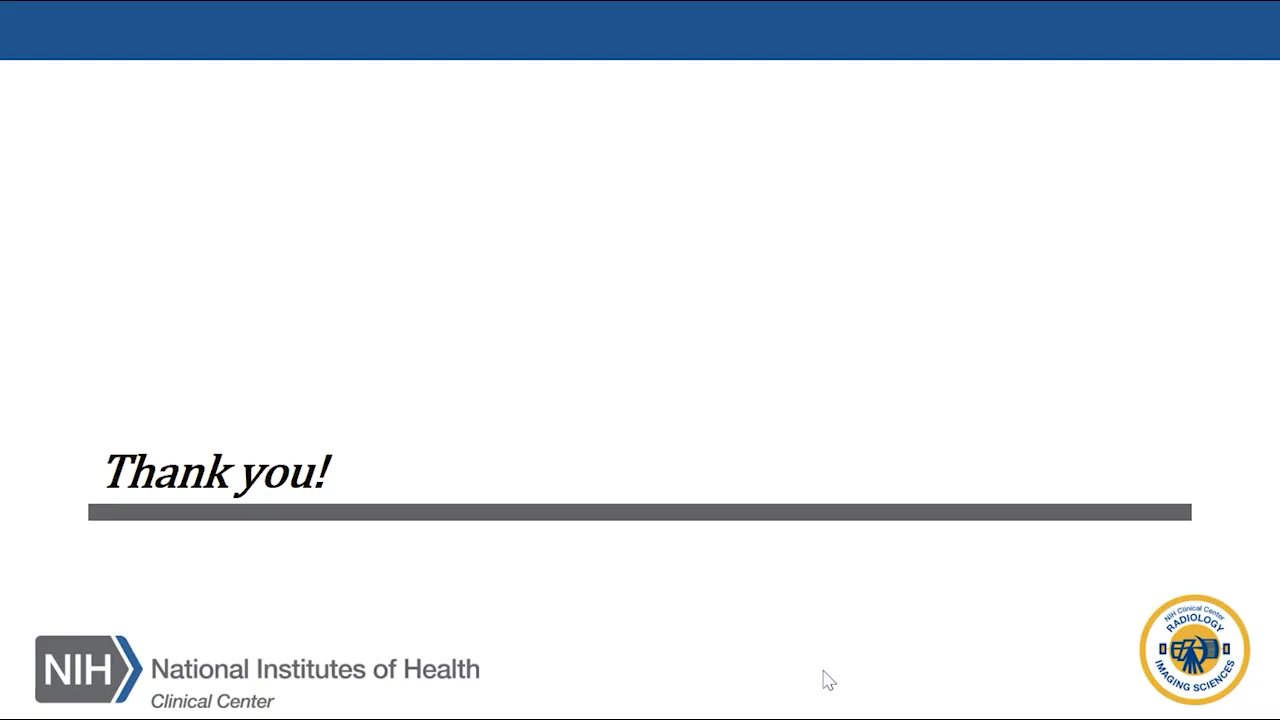 Thank you!
NIH
National Institutes of Health
Clinical Center
NIH Clinical Center
RADIOLOGY
IMAGING SCIENCES